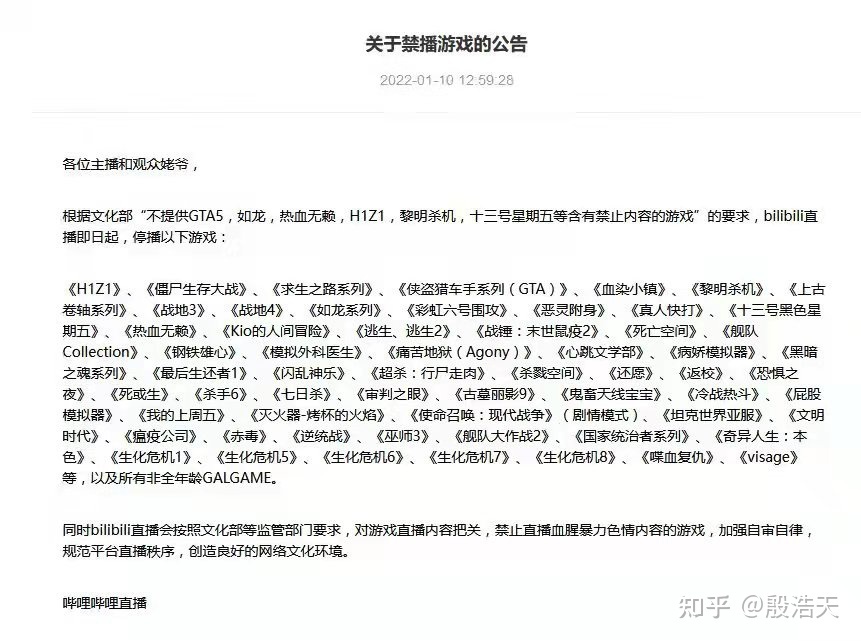 关于禁播游戏的公告
2022-01-10 12:59:28
各位主播和观众姥爷，
根据文化部“不提供GTA5，如龙，热血无赖，H1Z1，黎明杀机，十三号星期五等含有禁止内容的游戏”的要求，bilibili直
播即日起，停播以下游戏：
《H1Z1》、《僵尸生存大战》、《求生之路系列》、《侠盗猎车手系列（GTA）》、《血染小镇》、《黎明杀机》、《上古
卷轴系列》、《战地3》、《战地4》、《如龙系列》、《彩虹六号围攻》、《恶灵附身》、《真人快打》、《十三号黑色星
期五》、《热血无赖》、《Kio的人间冒险》、《逃生、逃生2》、《战锤：末世鼠疫2》、《死亡空间》、《舰队
Collection》、《钢铁雄心》、《模拟外科医生》、《痛苦地狱（Agony）》、《心跳文学部》、《病娇模拟器》、《黑暗
之魂系列》、《最后生还者1》、《闪乱神乐》、《超杀：行尸走肉》、《杀戮空间》、《还愿》、《返校》、《恐惧之
夜》、《死或生》、《杀手6》、《七日杀》、《审判之眼》、《古墓丽影9》、《鬼畜天线宝宝》、《冷战热斗》、《屁股
模拟器》、《我的上周五》、《灭火器-烤杯的火焰》、《使命召唤：现代战争》（剧情模式）、《坦克世界亚服》、《文明
时代》、《瘟疫公司》、《赤毒》、《逆统战》、《巫师3》、《舰队大作战2》、《国家统治者系列》、《奇异人生：本
色》、《生化危机1》、《生化危机5》、《生化危机6》、《生化危机7》、《生化危机8》、《喋血复仇》、《visage》
等，以及所有非全年龄GALGAME。
同时bilibili直播会按照文化部等监管部门要求，对游戏直播内容把关，禁止直播血腥暴力色情内容的游戏，加强自审自律，
规范平台直播秩序，创造良好的网络文化环境。
哔哩哔哩直播
知乎 @殷浩天